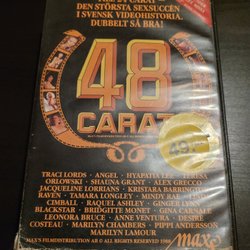 DEN STÖRSTA SEXSUCCÉN
I SVENSK VIDEOHISTORIA.
DUBBELT SÅ BRA!
48
CARAT
TRACI LORDS · ANGEL · HYAPATIA LEE · TERESA
ORLOWSKI · SHAUNA GRANT · ALEX GRECCO
JACQUELINE LORRIANS · KRISTARA BARRINGTON
RAVEN · TAMARA LONGLEY · MINDY RAE ·
CIMBALL · RAQUEL ASHLEY · GINGER LYNN
BLACKSTAR · BRIDGITTE MONET · GINA CARNALE
LEONORA BRUCE · ANNE VENTURA · DESIRÉE
COSTEAU · MARILYN CHAMBERS · PIPPI ANDERSSON
MARILYN LAMOUR
MAX'S FILMDISTRIBUTION AB © ALL RIGHTS RESERVED 1986
max's